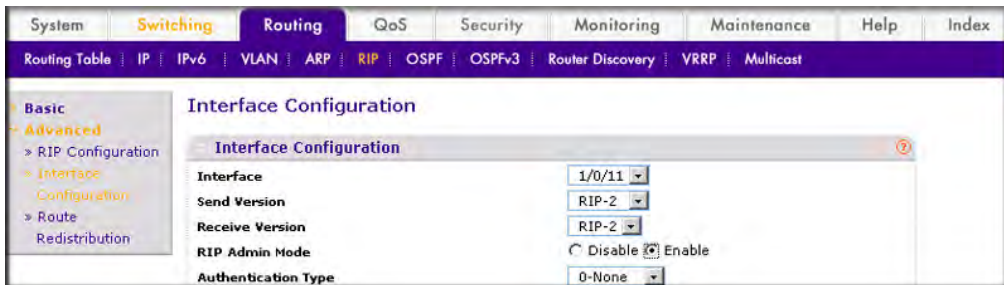 System Switching Routing QoS Security Monitoring Maintenance Help Index
Routing Table IP IPv6 VLAN ARP RIP OSPF OSPFv3 Router Discovery VRRP Multicast
Basic
Advanced
» RIP Configuration
Interface
Configuration
» Route
Redistribution
Interface Configuration
Interface Configuration ?
Interface 1/0/11
Send Version RIP-2
Receive Version RIP-2
RIP Admin Mode Disable Enable
Authentication Type 0-None